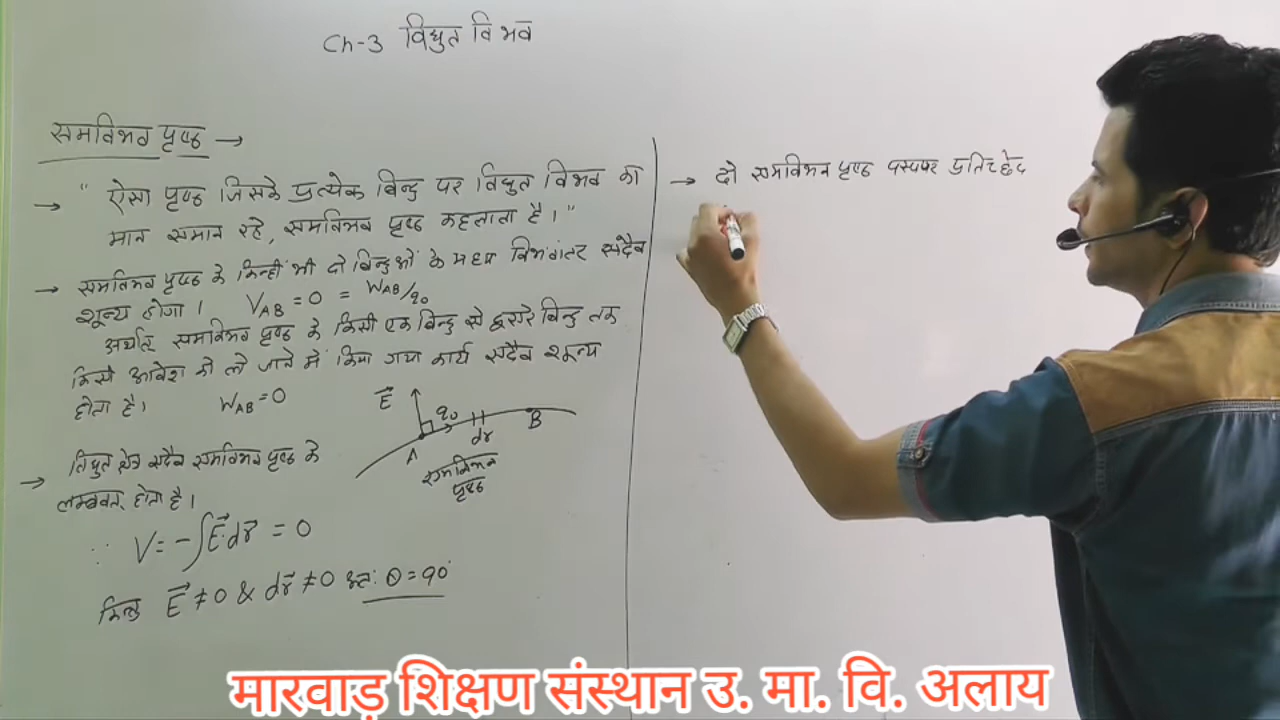 Ch-3 विद्युत विभव
समविभव पृष्ठ →
→ "ऐसा पृष्ठ जिसके प्रत्येक बिन्दु पर विद्युत विभव का
मान समान रहे, समविभव पृष्ठ कहलाता है।"
→ समविभव पृष्ठ के किन्हीं भी दो बिन्दुओं के मध्य विभवांतर सदैव
शून्य होगा। V_AB = 0 = W_AB/q₀
अर्थात् समविभव पृष्ठ के किसी एक बिन्दु से दूसरे बिन्दु तक
किसी आवेश को ले जाने में किया गया कार्य सदैव शून्य
होता है। W_AB = 0
E⃗ q₀ A dr B
समविभव
पृष्ठ
→ विधुत क्षेत्र सदैव समविभव पृष्ठ के
लम्बवत् होता है।
∵ V = -∫E⃗·dr⃗ = 0
किन्तु E⃗ ≠ 0 & dr⃗ ≠ 0 अतः θ = 90°
→ दो समविभव पृष्ठ परस्पर प्रतिच्छेद
मारवाड़ शिक्षण संस्थान उ. मा. वि. अलाय